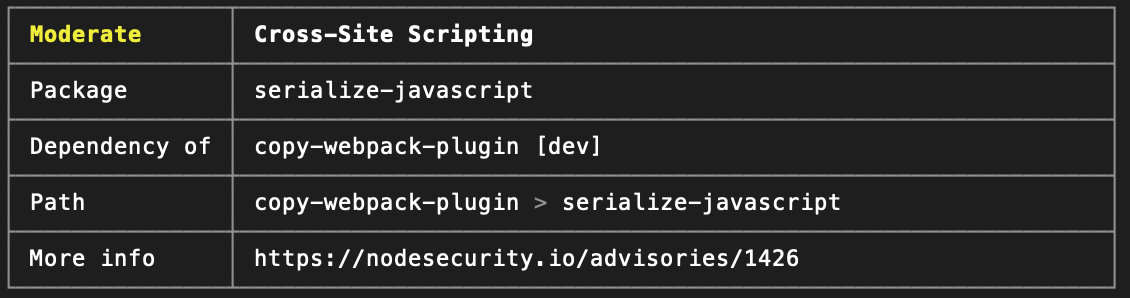 Moderate Cross-Site Scripting
Package serialize-javascript
Dependency of copy-webpack-plugin [dev]
Path copy-webpack-plugin > serialize-javascript
More info https://nodesecurity.io/advisories/1426